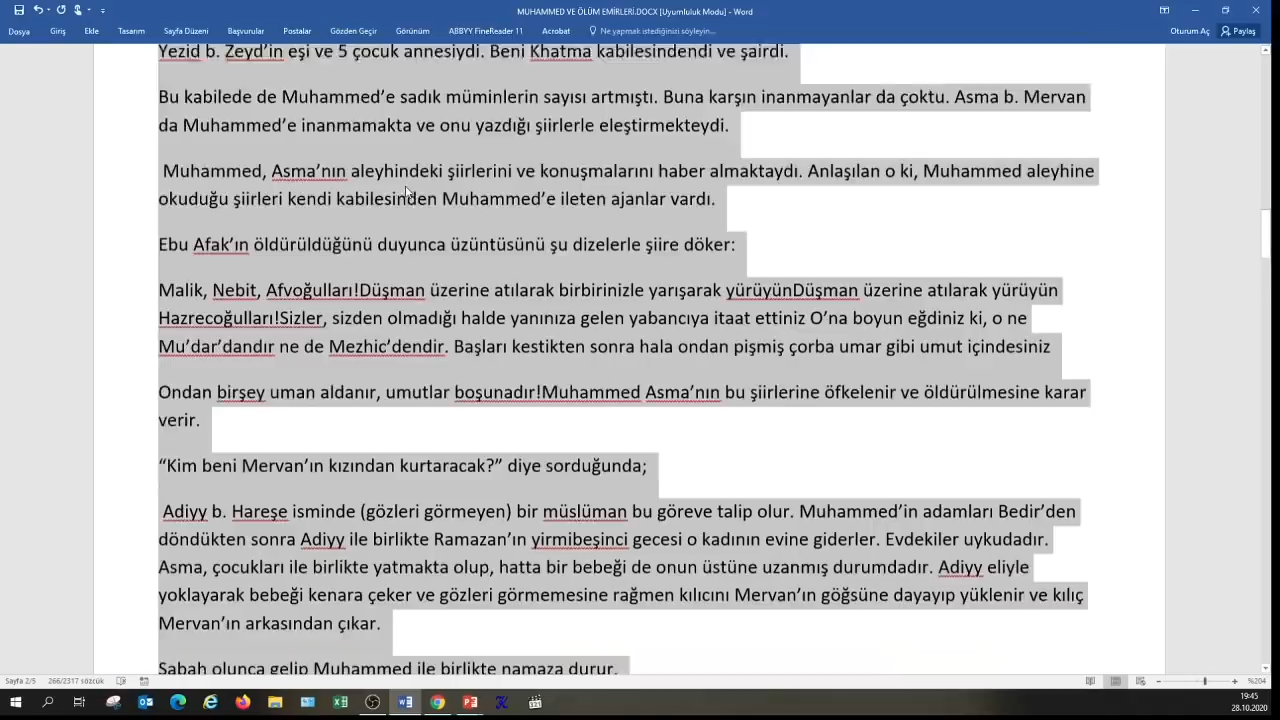 MUHAMMED VE ÖLÜM EMİRLERİ.DOCX [Uyumluluk Modu] - Word
Dosya Giriş Ekle Tasarım Sayfa Düzeni Başvurular Postalar Gözden Geçir Görünüm ABBYY FineReader 11 Acrobat Ne yapmak istediğinizi söyleyin... Oturum Aç Paylaş
Yezid b. Zeyd’in eşi ve 5 çocuk annesiydi. Beni Khatma kabilesindendi ve şairdi.
Bu kabilede de Muhammed’e sadık müminlerin sayısı artmıştı. Buna karşın inanmayanlar da çoktu. Asma b. Mervan
da Muhammed’e inanmamakta ve onu yazdığı şiirlerle eleştirmekteydi.
Muhammed, Asma’nın aleyhindeki şiirlerini ve konuşmalarını haber almaktaydı. Anlaşılan o ki, Muhammed aleyhine
okuduğu şiirleri kendi kabilesinden Muhammed’e ileten ajanlar vardı.
Ebu Afak’ın öldürüldüğünü duyunca üzüntüsünü şu dizelerle şiire döker:
Malik, Nebit, Afvoğulları!Düşman üzerine atılarak birbirinizle yarışarak yürüyünDüşman üzerine atılarak yürüyün
Hazrecoğulları!Sizler, sizden olmadığı halde yanınıza gelen yabancıya itaat ettiniz O’na boyun eğdiniz ki, o ne
Mu’dar’dandır ne de Mezhic’dendir. Başları kestikten sonra hala ondan pişmiş çorba umar gibi umut içindesiniz
Ondan birşey uman aldanır, umutlar boşunadır!Muhammed Asma’nın bu şiirlerine öfkelenir ve öldürülmesine karar
verir.
“Kim beni Mervan’ın kızından kurtaracak?” diye sorduğunda;
Adiyy b. Hareşe isminde (gözleri görmeyen) bir müslüman bu göreve talip olur. Muhammed’in adamları Bedir’den
döndükten sonra Adiyy ile birlikte Ramazan’ın yirmibeşinci gecesi o kadının evine giderler. Evdekiler uykudadır.
Asma, çocukları ile birlikte yatmakta olup, hatta bir bebeği de onun üstüne uzanmış durumdadır. Adiyy eliyle
yoklayarak bebeği kenara çeker ve gözleri görmemesine rağmen kılıcını Mervan’ın göğsüne dayayıp yüklenir ve kılıç
Mervan’ın arkasından çıkar.
Sabah olunca gelip Muhammed ile birlikte namaza durur.
Sayfa 2/5 266/2317 sözcük %204
19:45
28.10.2020